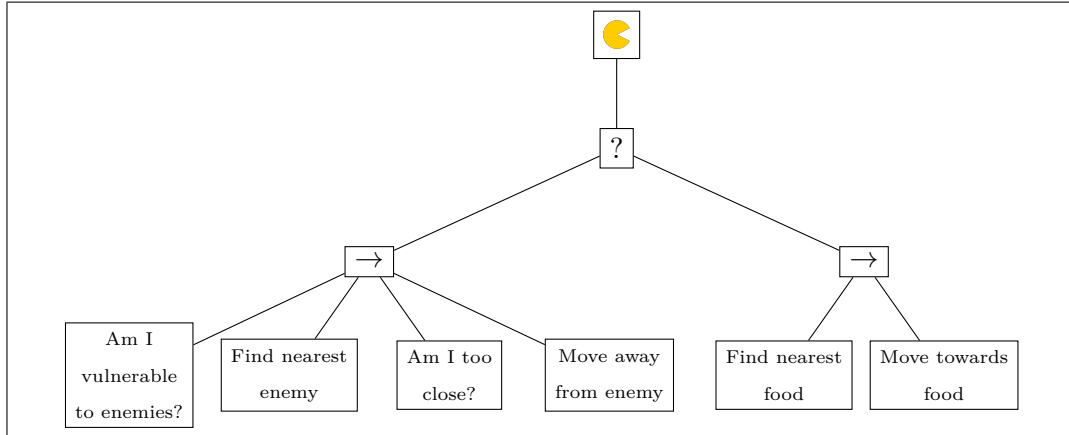 ?
→
→
Am I
vulnerable
to enemies?
Find nearest
enemy
Am I too
close?
Move away
from enemy
Find nearest
food
Move towards
food